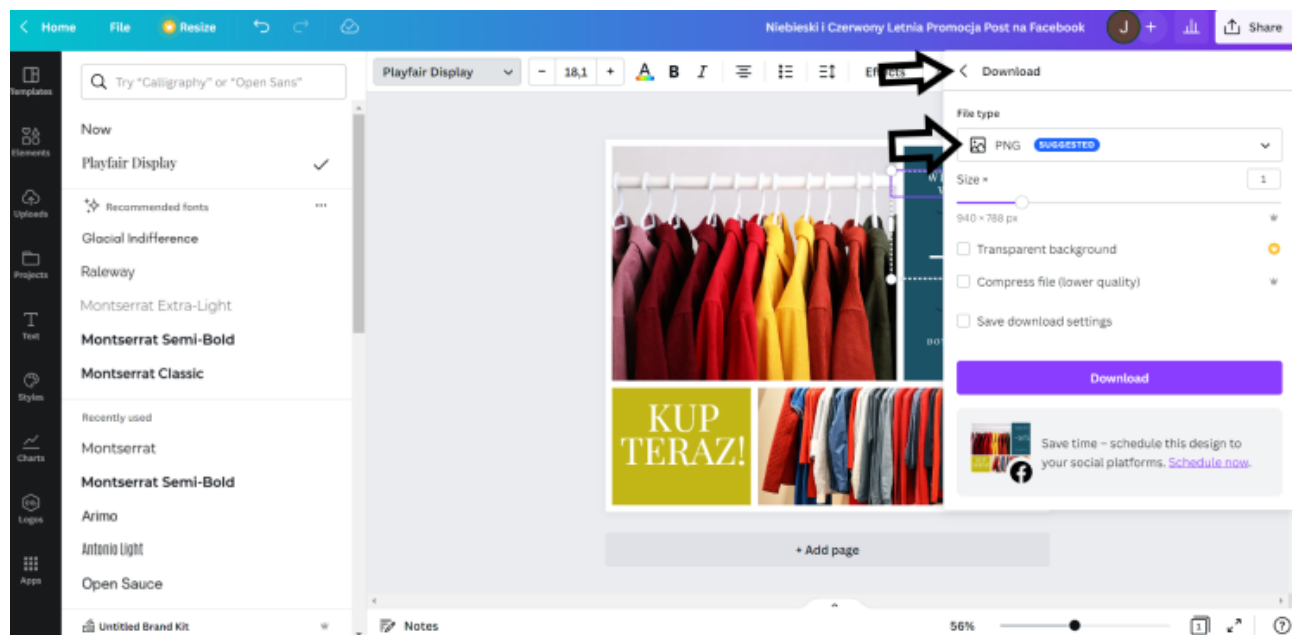 Home File Resize Niebieski i Czerwony Letnia Promocja Post na Facebook J + Share
Templates
Elements
Uploads
Projects
Text
Styles
Charts
Logos
Apps
Try "Calligraphy" or "Open Sans"
Now
Playfair Display
Recommended fonts
Glacial Indifference
Raleway
Montserrat Extra-Light
Montserrat Semi-Bold
Montserrat Classic
Recently used
Montserrat
Montserrat Semi-Bold
Arimo
Antonio Light
Open Sauce
Untitled Brand Kit
Playfair Display - 18,1 + A B I Effects
KUP
TERAZ!
+ Add page
Notes
56% 1 ?
Download
File type
PNG SUGGESTED
Size × 1
940 × 788 px
Transparent background
Compress file (lower quality)
Save download settings
Download
Save time – schedule this design to
your social platforms. Schedule now.